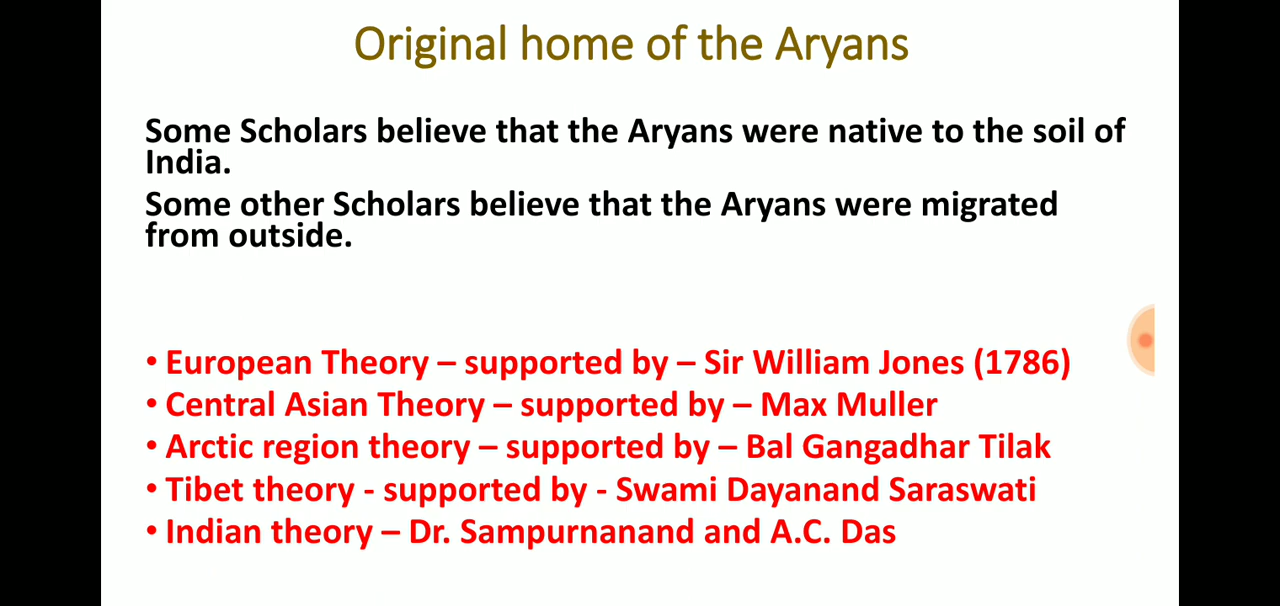 Original home of the Aryans
Some Scholars believe that the Aryans were native to the soil of
India.
Some other Scholars believe that the Aryans were migrated
from outside.
• European Theory – supported by – Sir William Jones (1786)
• Central Asian Theory – supported by – Max Muller
• Arctic region theory – supported by – Bal Gangadhar Tilak
• Tibet theory - supported by - Swami Dayanand Saraswati
• Indian theory – Dr. Sampurnanand and A.C. Das